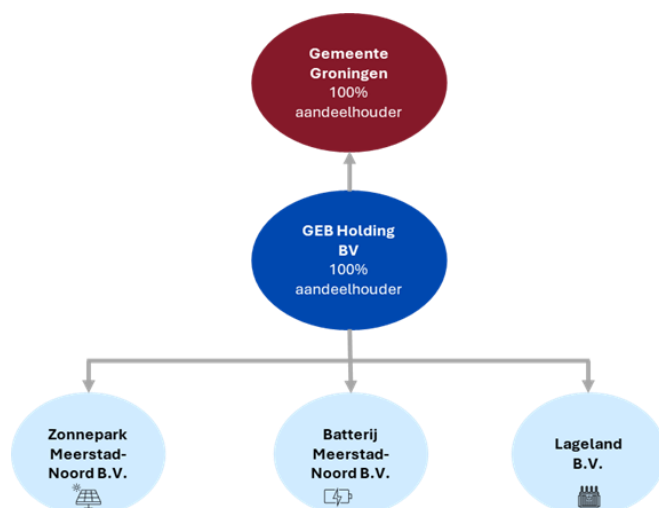 Gemeente
Groningen
100%
aandeelhouder
GEB Holding
BV
100%
aandeelhouder
Zonnepark
Meerstad-
Noord B.V.
Batterij
Meerstad-
Noord B.V.
Lageland
B.V.